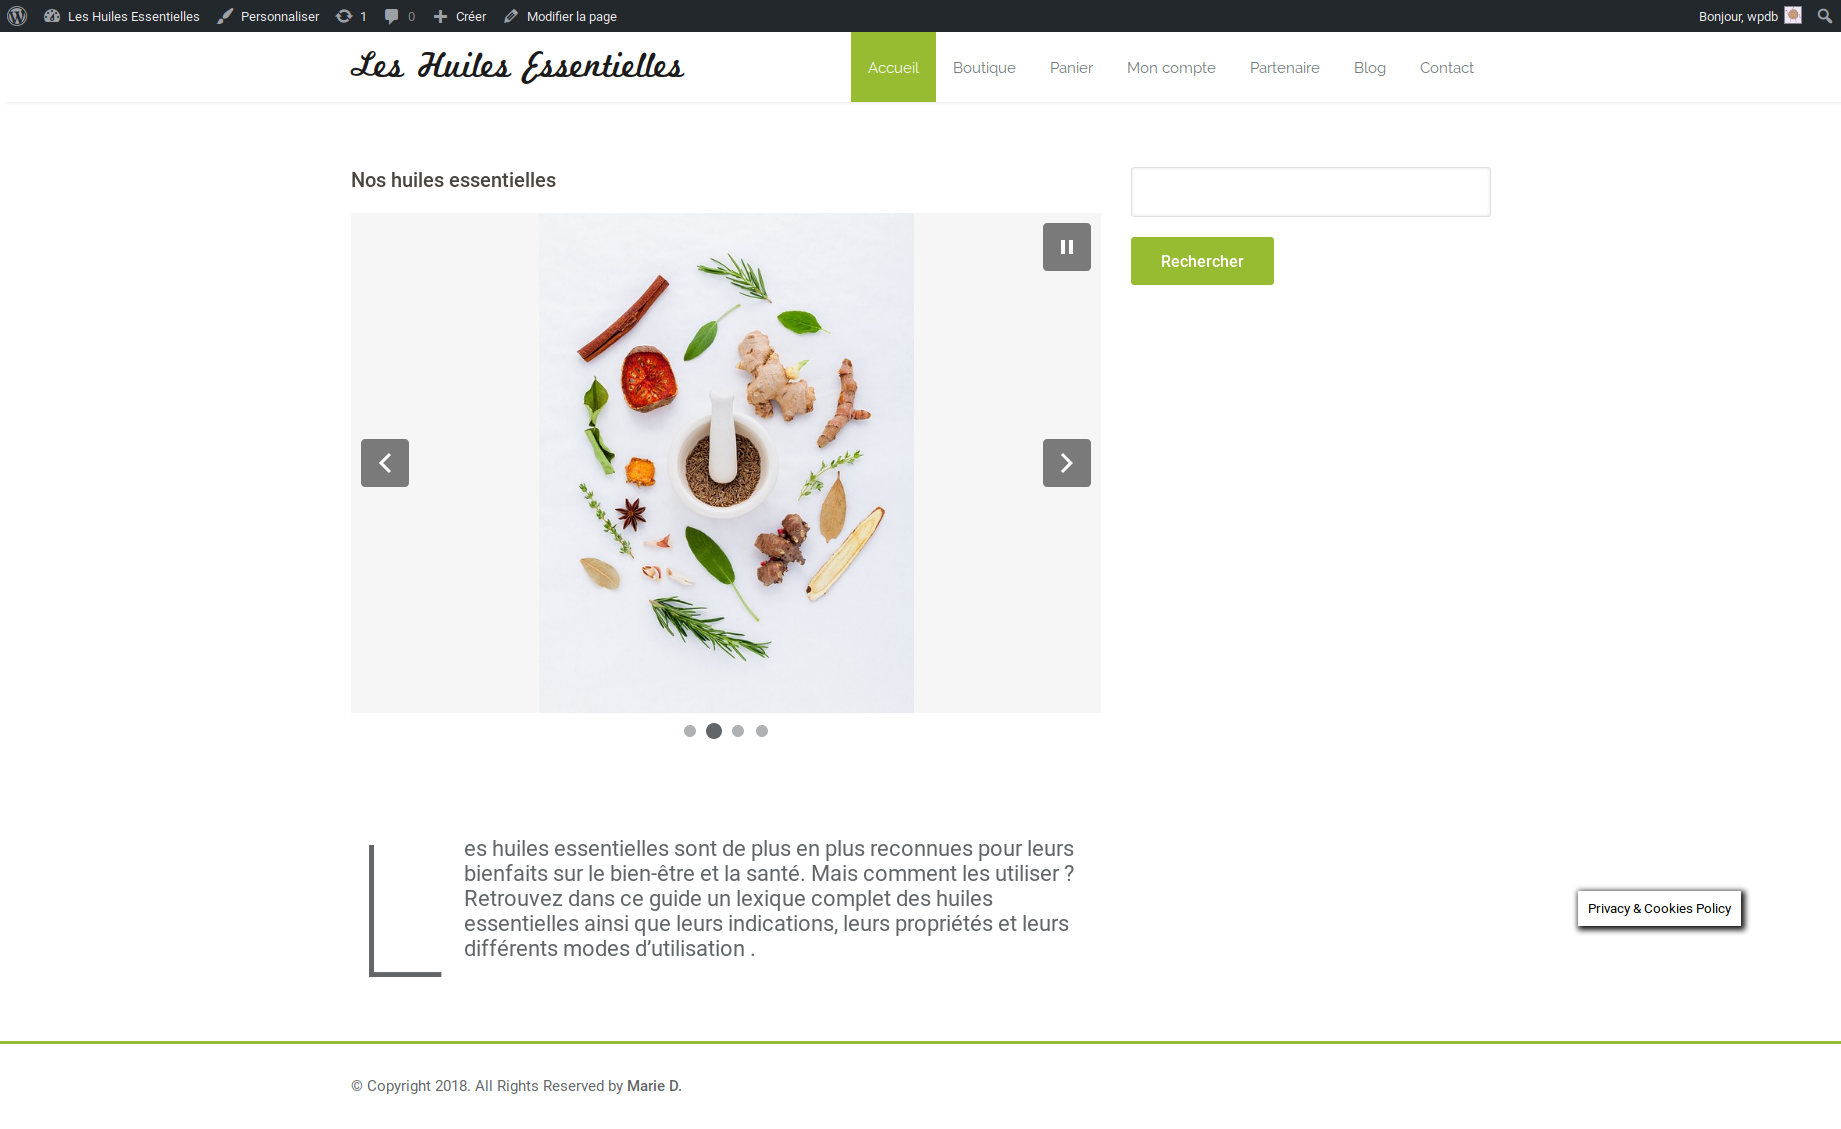 Les Huiles Essentielles Personnaliser 1 0 Créer Modifier la page Bonjour, wpdb
Les Huiles Essentielles Accueil Boutique Panier Mon compte Partenaire Blog Contact
Nos huiles essentielles
Rechercher
Les huiles essentielles sont de plus en plus reconnues pour leurs
bienfaits sur le bien-être et la santé. Mais comment les utiliser ?
Retrouvez dans ce guide un lexique complet des huiles
essentielles ainsi que leurs indications, leurs propriétés et leurs
différents modes d’utilisation .
Privacy & Cookies Policy
© Copyright 2018. All Rights Reserved by Marie D.